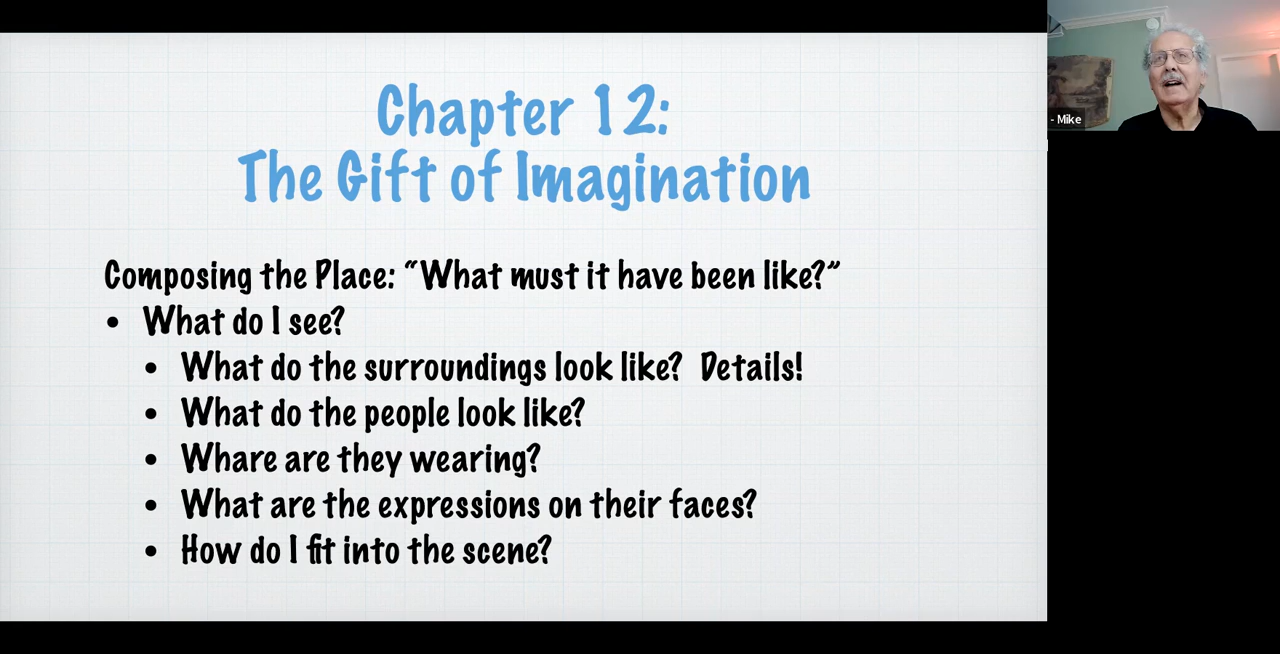 Chapter 12:
The Gift of Imagination
Composing the Place: “What must it have been like?”
• What do I see?
• What do the surroundings look like?  Details!
• What do the people look like?
• Whare are they wearing?
• What are the expressions on their faces?
• How do I fit into the scene?
- Mike